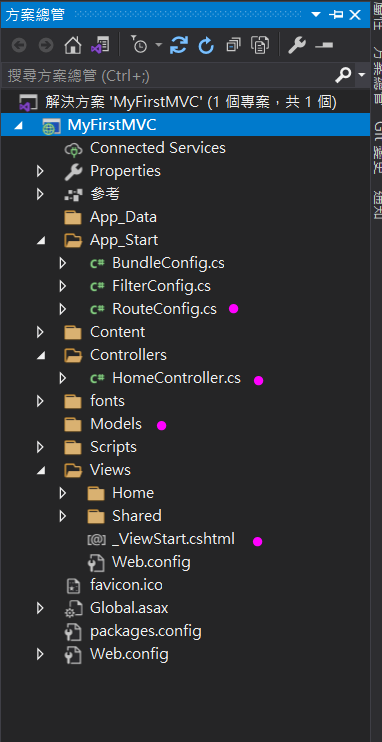 方案總管
搜尋方案總管 (Ctrl+;)
解決方案 'MyFirstMVC' (1 個專案，共 1 個)
MyFirstMVC
Connected Services
Properties
參考
App_Data
App_Start
BundleConfig.cs
FilterConfig.cs
RouteConfig.cs
Content
Controllers
HomeController.cs
fonts
Models
Scripts
Views
Home
Shared
_ViewStart.cshtml
Web.config
favicon.ico
Global.asax
packages.config
Web.config
屬性
方案總管
Git 變更
通知